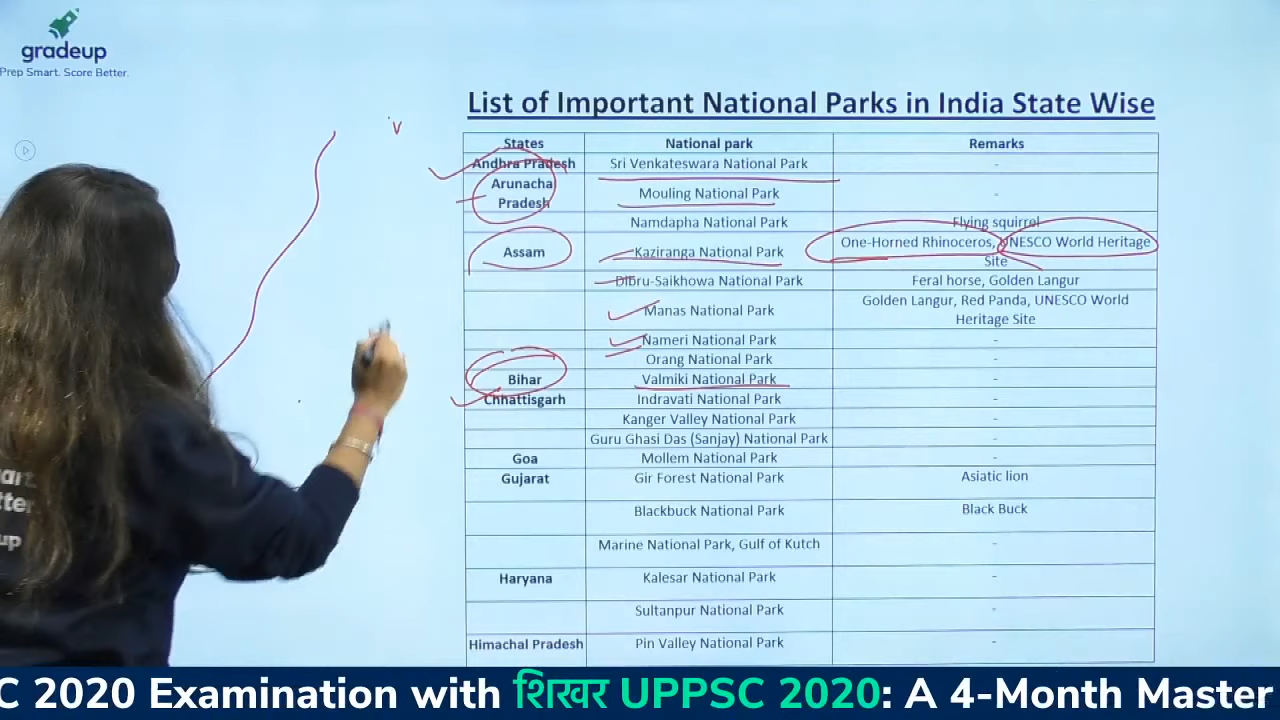 gradeup
Prep Smart. Score Better.
List of Important National Parks in India State Wise
States National park Remarks
Andhra Pradesh Sri Venkateswara National Park -
Arunachal Pradesh Mouling National Park -
Namdapha National Park Flying squirrel
Assam Kaziranga National Park One-Horned Rhinoceros, UNESCO World Heritage Site
Dibru-Saikhowa National Park Feral horse, Golden Langur
Manas National Park Golden Langur, Red Panda, UNESCO World Heritage Site
Nameri National Park -
Orang National Park -
Bihar Valmiki National Park -
Chhattisgarh Indravati National Park -
Kanger Valley National Park -
Guru Ghasi Das (Sanjay) National Park -
Goa Mollem National Park -
Gujarat Gir Forest National Park Asiatic lion
Blackbuck National Park Black Buck
Marine National Park, Gulf of Kutch -
Haryana Kalesar National Park -
Sultanpur National Park -
Himachal Pradesh Pin Valley National Park -
v
up
C 2020 Examination with शिखर UPPSC 2020: A 4-Month Master